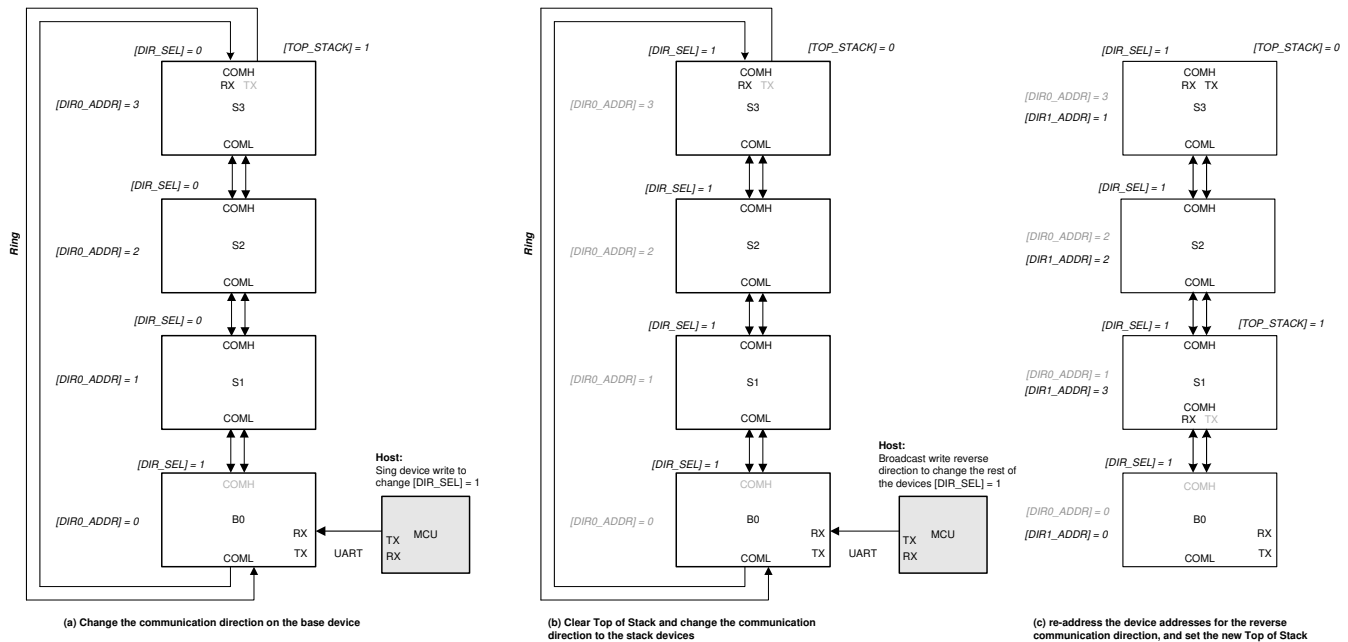 [DIR_SEL] = 0
[TOP_STACK] = 1
COMH
RX TX
[DIR0_ADDR] = 3
S3
COML
[DIR_SEL] = 0
COMH
Ring
S2
[DIR0_ADDR] = 2
COML
[DIR_SEL] = 0
COMH
[DIR0_ADDR] = 1
S1
COML
Host:
Sing device write to
change [DIR_SEL] = 1
[DIR_SEL] = 1
COMH
[DIR0_ADDR] = 0
B0
RX
TX
COML
UART
TX
RX
MCU
(a) Change the communication direction on the base device
[DIR_SEL] = 1
[TOP_STACK] = 0
COMH
RX TX
[DIR0_ADDR] = 3
S3
COML
[DIR_SEL] = 1
COMH
Ring
S2
[DIR0_ADDR] = 2
COML
[DIR_SEL] = 1
COMH
[DIR0_ADDR] = 1
S1
COML
Host:
Broadcast write reverse
direction to change the rest of
the devices [DIR_SEL] = 1
[DIR_SEL] = 1
COMH
[DIR0_ADDR] = 0
B0
RX
TX
COML
UART
TX
RX
MCU
(b) Clear Top of Stack and change the communication
direction to the stack devices
[DIR_SEL] = 1
[TOP_STACK] = 0
COMH
RX TX
[DIR0_ADDR] = 3
[DIR1_ADDR] = 1
S3
COML
[DIR_SEL] = 1
COMH
[DIR0_ADDR] = 2
[DIR1_ADDR] = 2
S2
COML
[DIR_SEL] = 1
[TOP_STACK] = 1
COMH
[DIR0_ADDR] = 1
[DIR1_ADDR] = 3
S1
COMH
RX TX
[DIR_SEL] = 1
COMH
[DIR0_ADDR] = 0
[DIR1_ADDR] = 0
B0
RX
TX
COML
(c) re-address the device addresses for the reverse
communication direction, and set the new Top of Stack